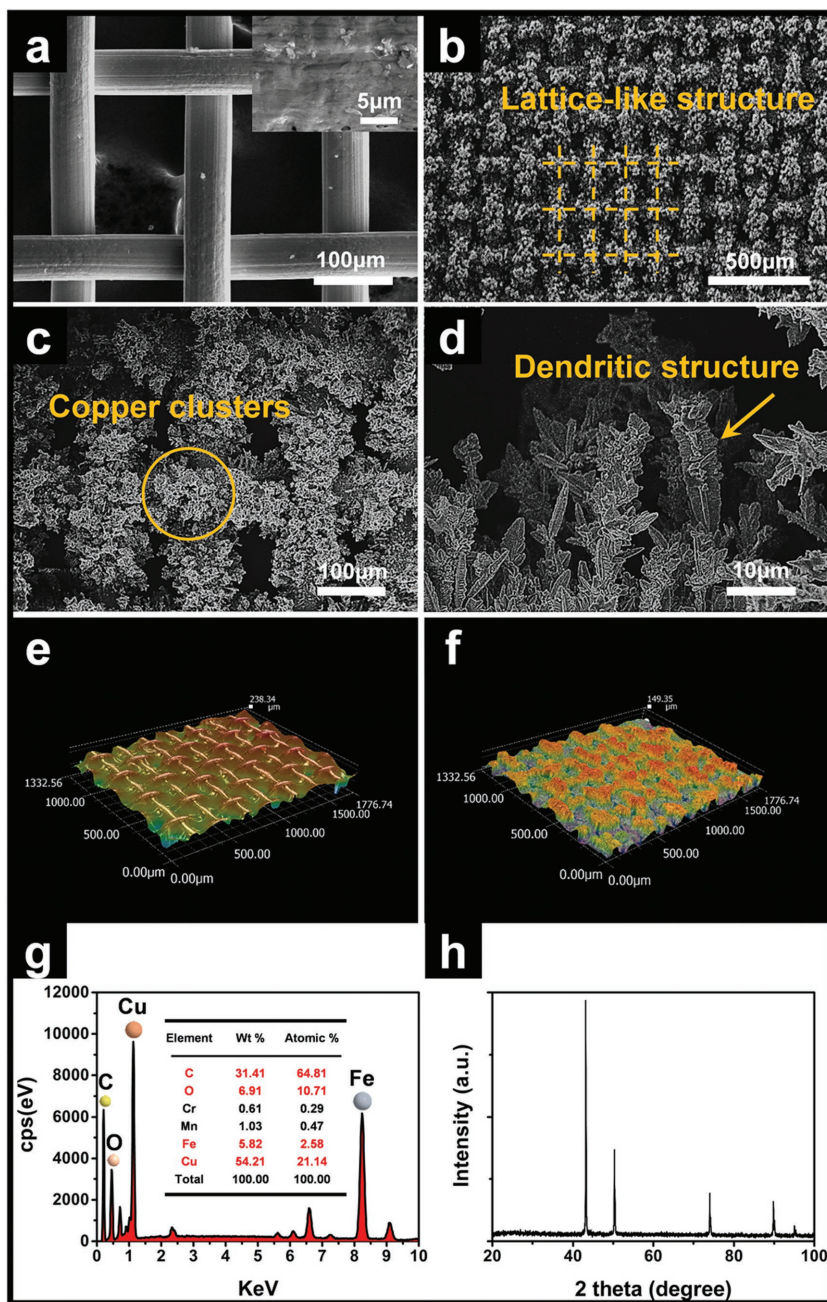 a
5μm
100μm
b
Lattice-like structure
500μm
c
Copper clusters
100μm
d
Dendritic structure
10μm
e
238.34
μm
1332.56
1000.00
500.00
0.00μm
0.00μm
500.00
1000.00
1500.00
1776.74
f
149.35
μm
1332.56
1000.00
500.00
0.00μm
0.00μm
500.00
1000.00
1500.00
1776.74
g
cps(eV)
12000
10000
8000
6000
4000
2000
0
C
O
Cu
Fe
Element Wt % Atomic %
C 31.41 64.81
O 6.91 10.71
Cr 0.61 0.29
Mn 1.03 0.47
Fe 5.82 2.58
Cu 54.21 21.14
Total 100.00 100.00
0 1 2 3 4 5 6 7 8 9 10
KeV
h
Intensity (a.u.)
20 40 60 80 100
2 theta (degree)